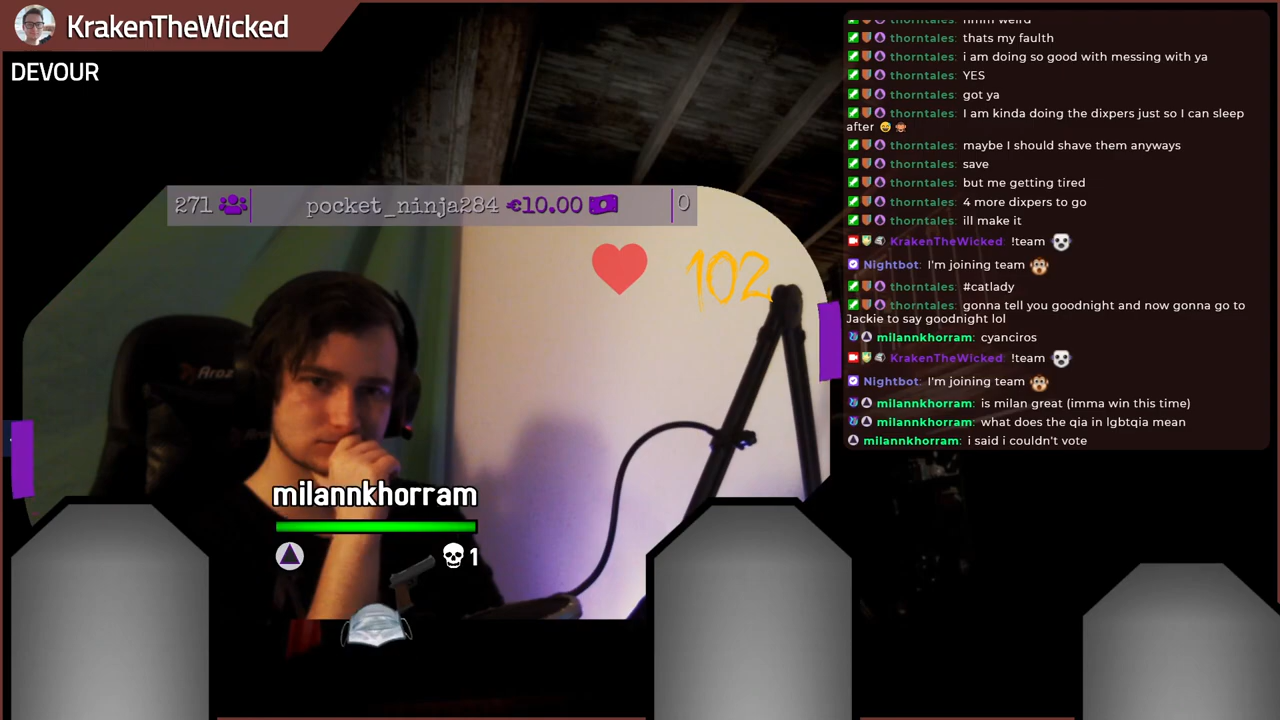 KrakenTheWicked
DEVOUR
271
pocket_ninja284 €10.00
0
102
Aroz
milannkhorram
1
thorntales: hmm weird
thorntales: thats my faulth
thorntales: i am doing so good with messing with ya
thorntales: YES
thorntales: got ya
thorntales: I am kinda doing the dixpers just so I can sleep
after 😅 🐵
thorntales: maybe I should shave them anyways
thorntales: save
thorntales: but me getting tired
thorntales: 4 more dixpers to go
thorntales: ill make it
KrakenTheWicked: !team
Nightbot: I'm joining team
thorntales: #catlady
thorntales: gonna tell you goodnight and now gonna go to
Jackie to say goodnight lol
milannkhorram: cyanciros
KrakenTheWicked: !team
Nightbot: I'm joining team
milannkhorram: is milan great (imma win this time)
milannkhorram: what does the qia in lgbtqia mean
milannkhorram: i said i couldn't vote